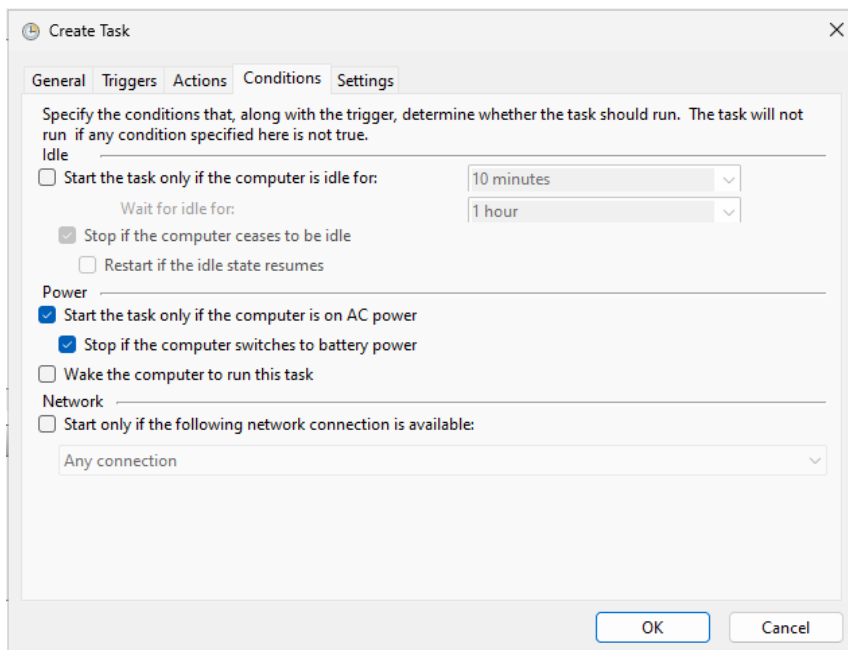 Create Task
General Triggers Actions Conditions Settings
Specify the conditions that, along with the trigger, determine whether the task should run. The task will not
run if any condition specified here is not true.
Idle
Start the task only if the computer is idle for: 10 minutes
Wait for idle for: 1 hour
Stop if the computer ceases to be idle
Restart if the idle state resumes
Power
Start the task only if the computer is on AC power
Stop if the computer switches to battery power
Wake the computer to run this task
Network
Start only if the following network connection is available:
Any connection
OK Cancel